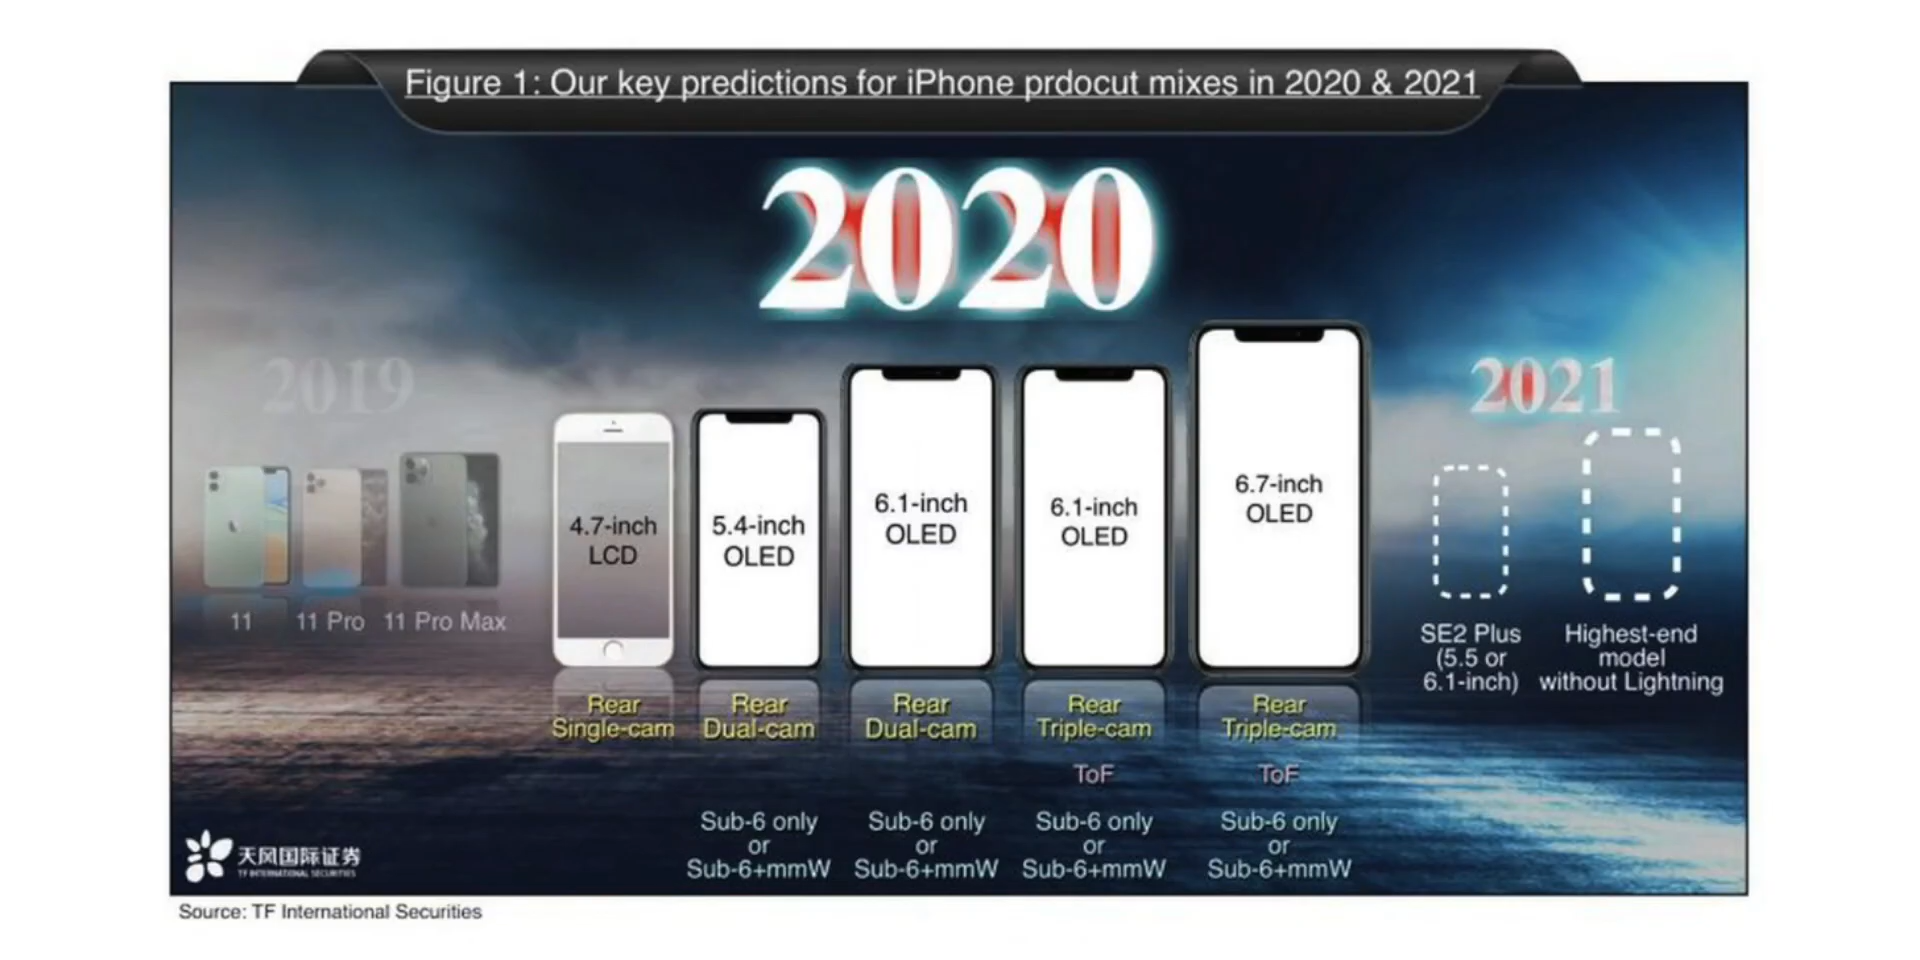 Figure 1: Our key predictions for iPhone prdocut mixes in 2020 & 2021
2020
2019
2021
11
11 Pro
11 Pro Max
4.7-inch
LCD
5.4-inch
OLED
6.1-inch
OLED
6.1-inch
OLED
6.7-inch
OLED
SE2 Plus
(5.5 or
6.1-inch)
Highest-end
model
without Lightning
Rear
Single-cam
Rear
Dual-cam
Rear
Dual-cam
Rear
Triple-cam
Rear
Triple-cam
ToF
ToF
Sub-6 only
or
Sub-6+mmW
Sub-6 only
or
Sub-6+mmW
Sub-6 only
or
Sub-6+mmW
Sub-6 only
or
Sub-6+mmW
天风国际证券
TF INTERNATIONAL SECURITIES
Source: TF International Securities